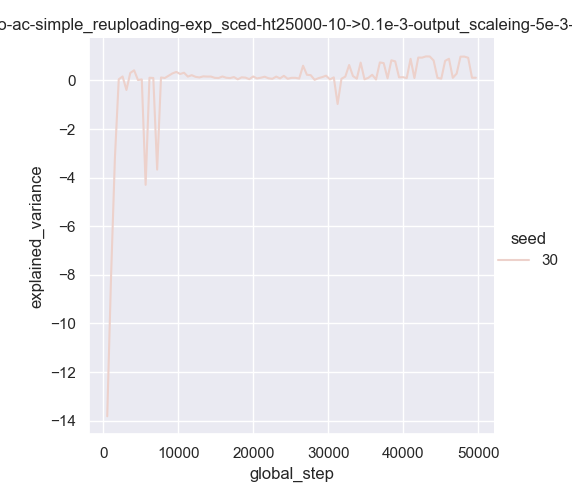 o-ac-simple_reuploading-exp_sced-ht25000-10->0.1e-3-output_scaleing-5e-3-
0
−2
−4
−6
−8
−10
−12
−14
explained_variance
0 10000 20000 30000 40000 50000
global_step
seed
30